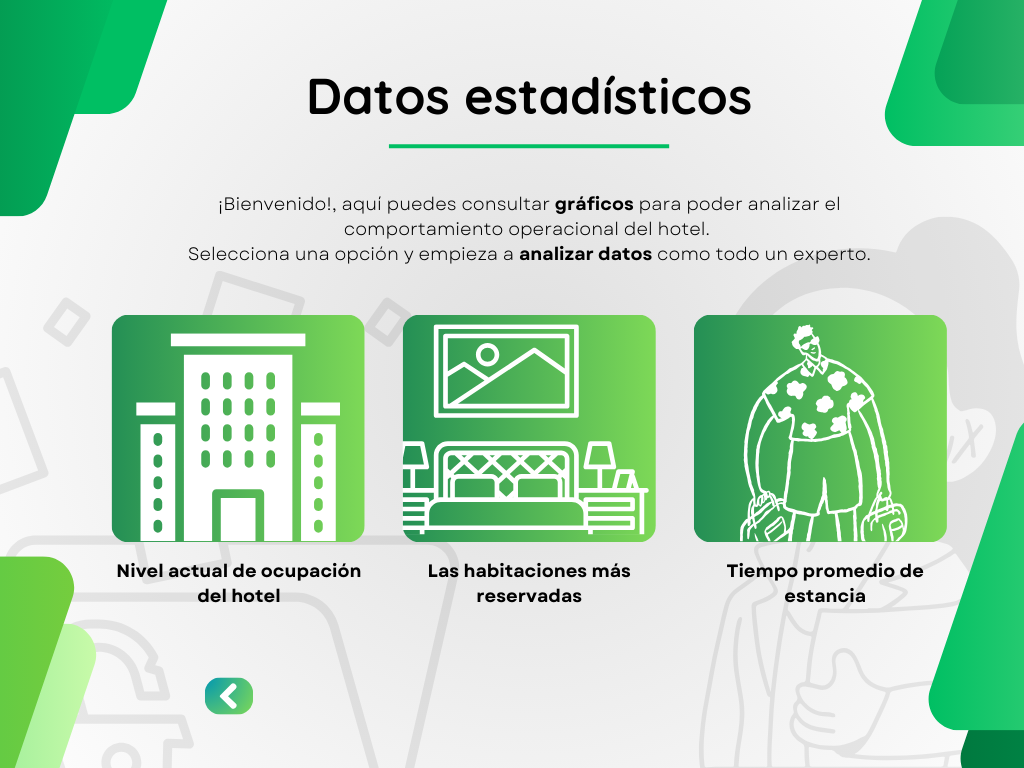 Datos estadísticos
¡Bienvenido!, aquí puedes consultar gráficos para poder analizar el
comportamiento operacional del hotel.
Selecciona una opción y empieza a analizar datos como todo un experto.
Nivel actual de ocupación
del hotel
Las habitaciones más
reservadas
Tiempo promedio de
estancia